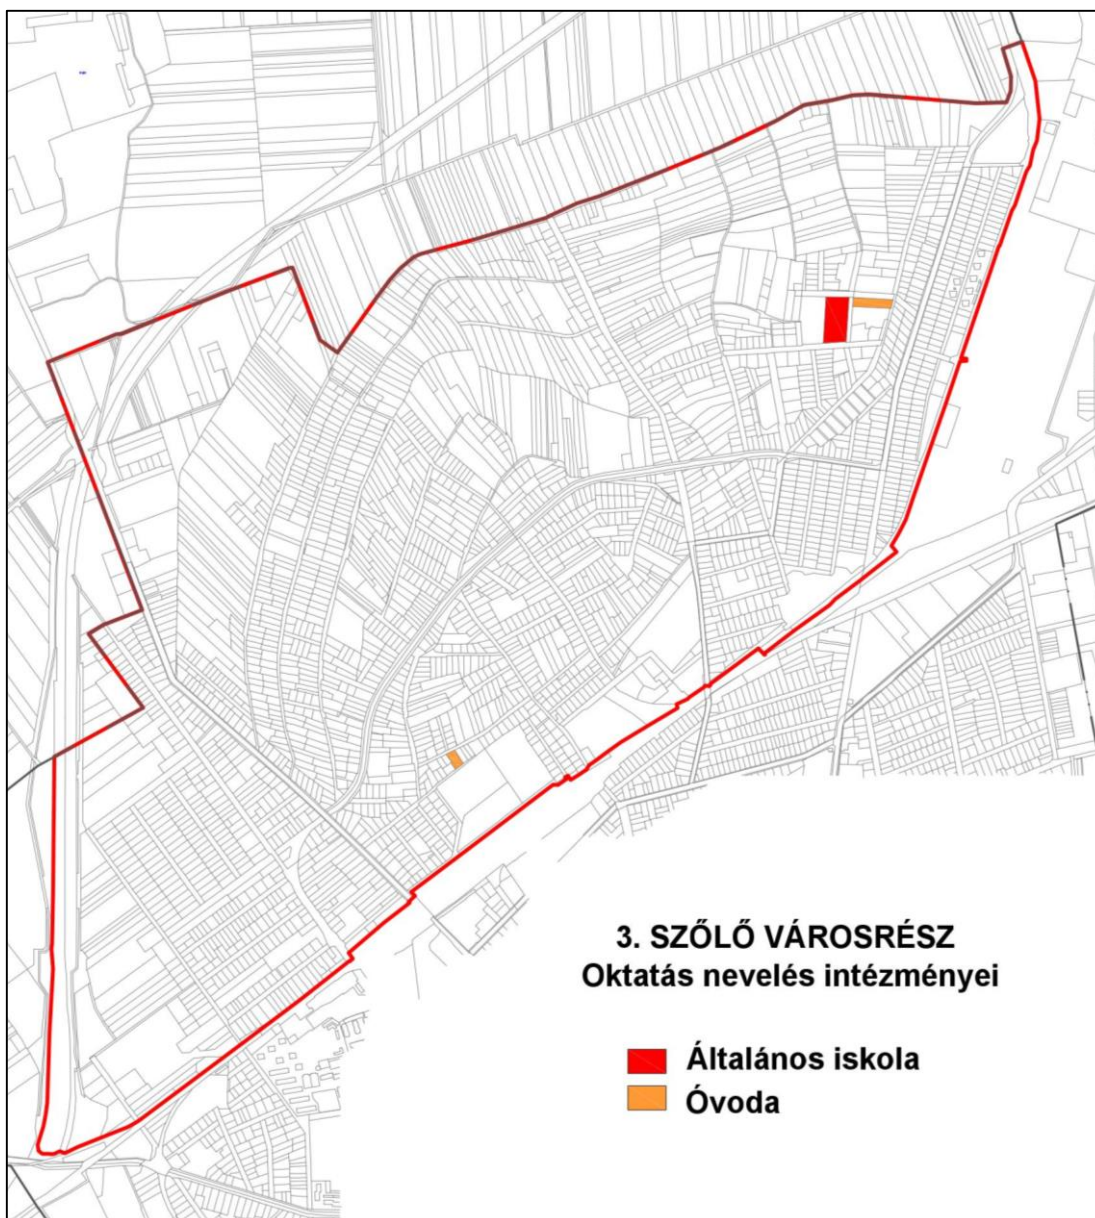 3. SZŐLŐ VÁROSRÉSZ
Oktatás nevelés intézményei
Általános iskola
Óvoda